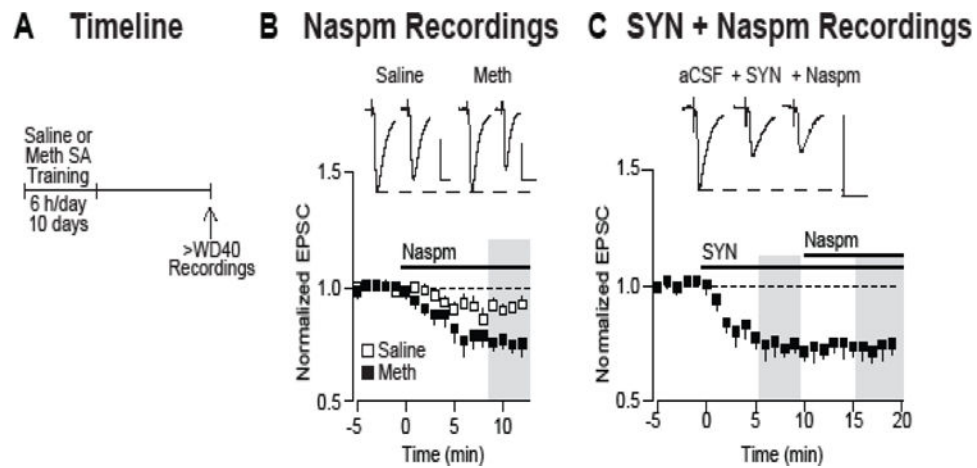 A Timeline
Saline or
Meth SA
Training
6 h/day
10 days
>WD40
Recordings
B Naspm Recordings
Saline Meth
1.5
1.0
0.5
Normalized EPSC
Naspm
Saline
Meth
-5 0 5 10
Time (min)
C SYN + Naspm Recordings
aCSF + SYN + Naspm
1.5
1.0
0.5
Normalized EPSC
Naspm
SYN
-5 0 5 10 15 20
Time (min)